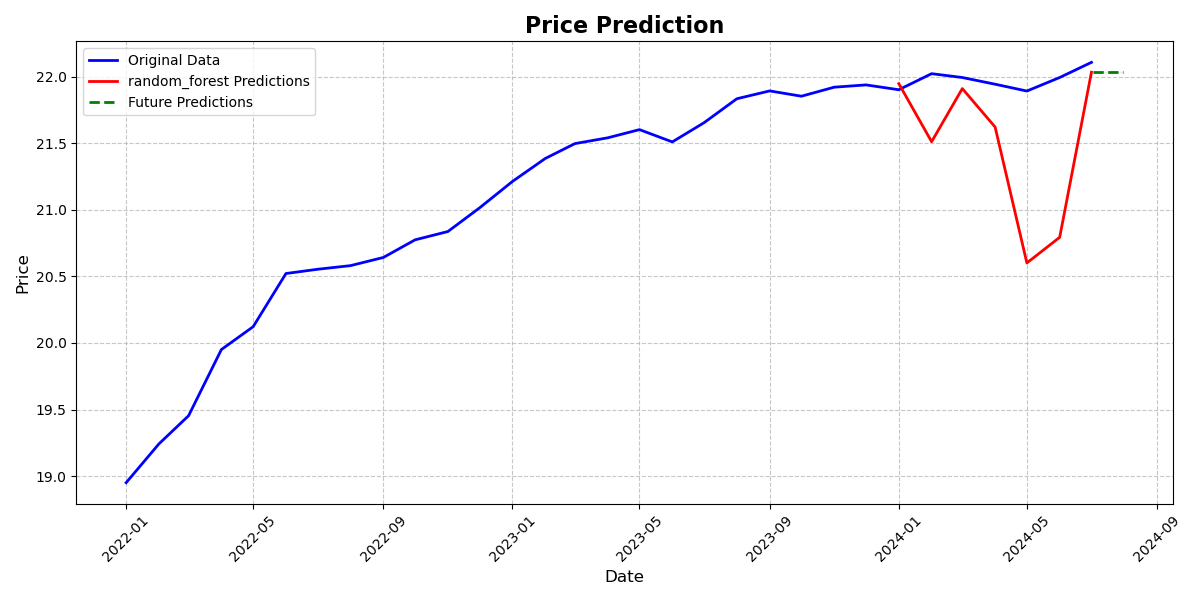 Price Prediction
Original Data
random_forest Predictions
Future Predictions
Price
22.0
21.5
21.0
20.5
20.0
19.5
19.0
2022-01
2022-05
2022-09
2023-01
2023-05
2023-09
2024-01
2024-05
2024-09
Date